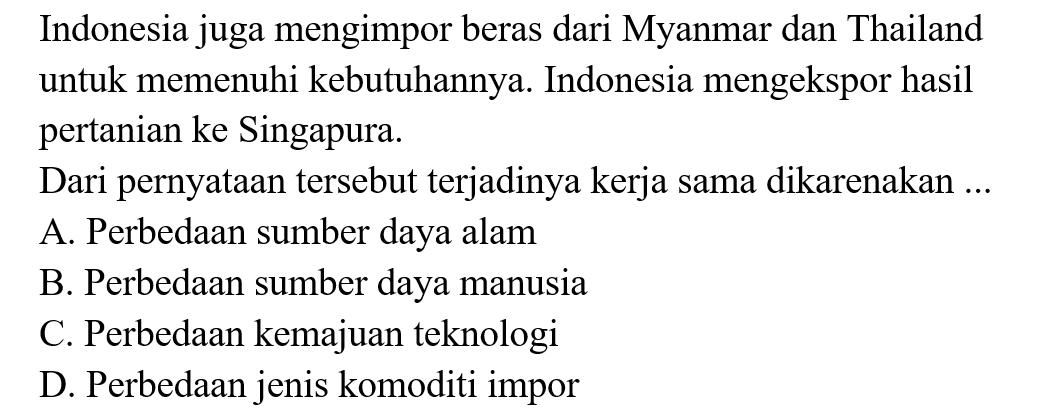 Indonesia juga mengimpor beras dari Myanmar dan Thailand
untuk memenuhi kebutuhannya. Indonesia mengekspor hasil
pertanian ke Singapura.
Dari pernyataan tersebut terjadinya kerja sama dikarenakan ...
A. Perbedaan sumber daya alam
B. Perbedaan sumber daya manusia
C. Perbedaan kemajuan teknologi
D. Perbedaan jenis komoditi impor